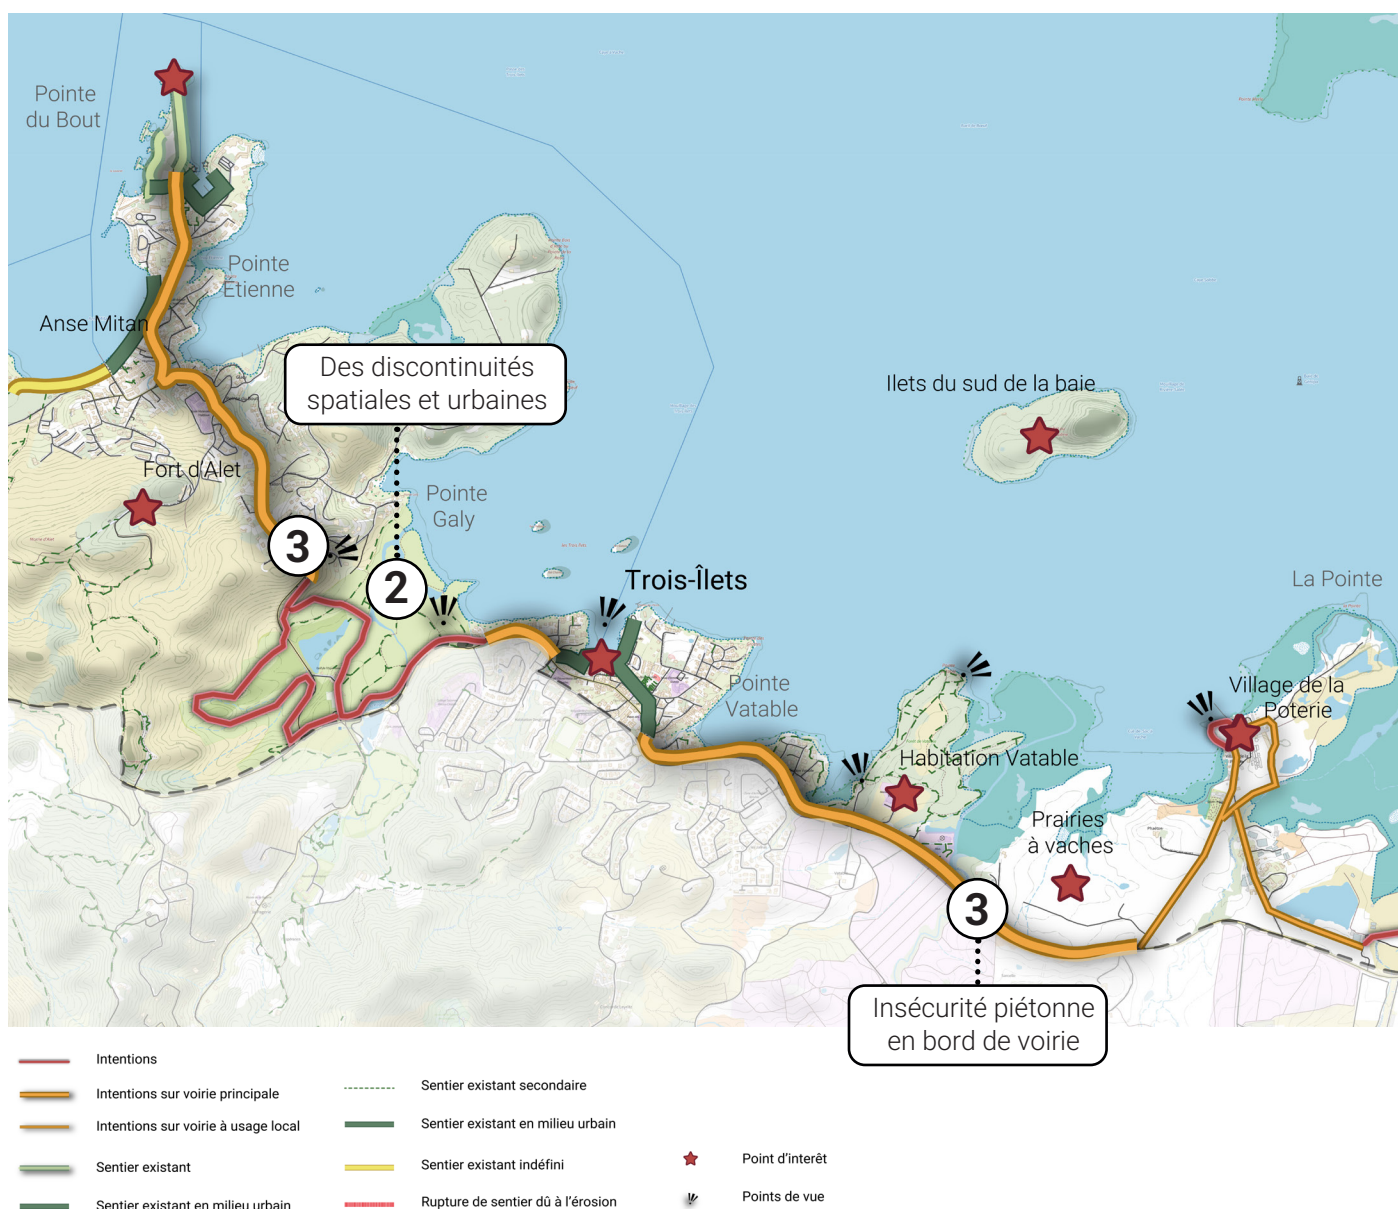 Pointe
du Bout
Pointe
Etienne
Anse Mitan
Des discontinuités
spatiales et urbaines
Ilets du sud de la baie
Fort d'Alet
Pointe
Galy
3
2
Trois-Îlets
La Pointe
Pointe
Vatable
Village de la
Poterie
Habitation Vatable
Prairies
à vaches
3
Insécurité piétonne
en bord de voirie
Intentions
Intentions sur voirie principale
Intentions sur voirie à usage local
Sentier existant
Sentier existant en milieu urbain
Sentier existant secondaire
Sentier existant en milieu urbain
Sentier existant indéfini
Rupture de sentier dû à l'érosion
Point d'interêt
Points de vue